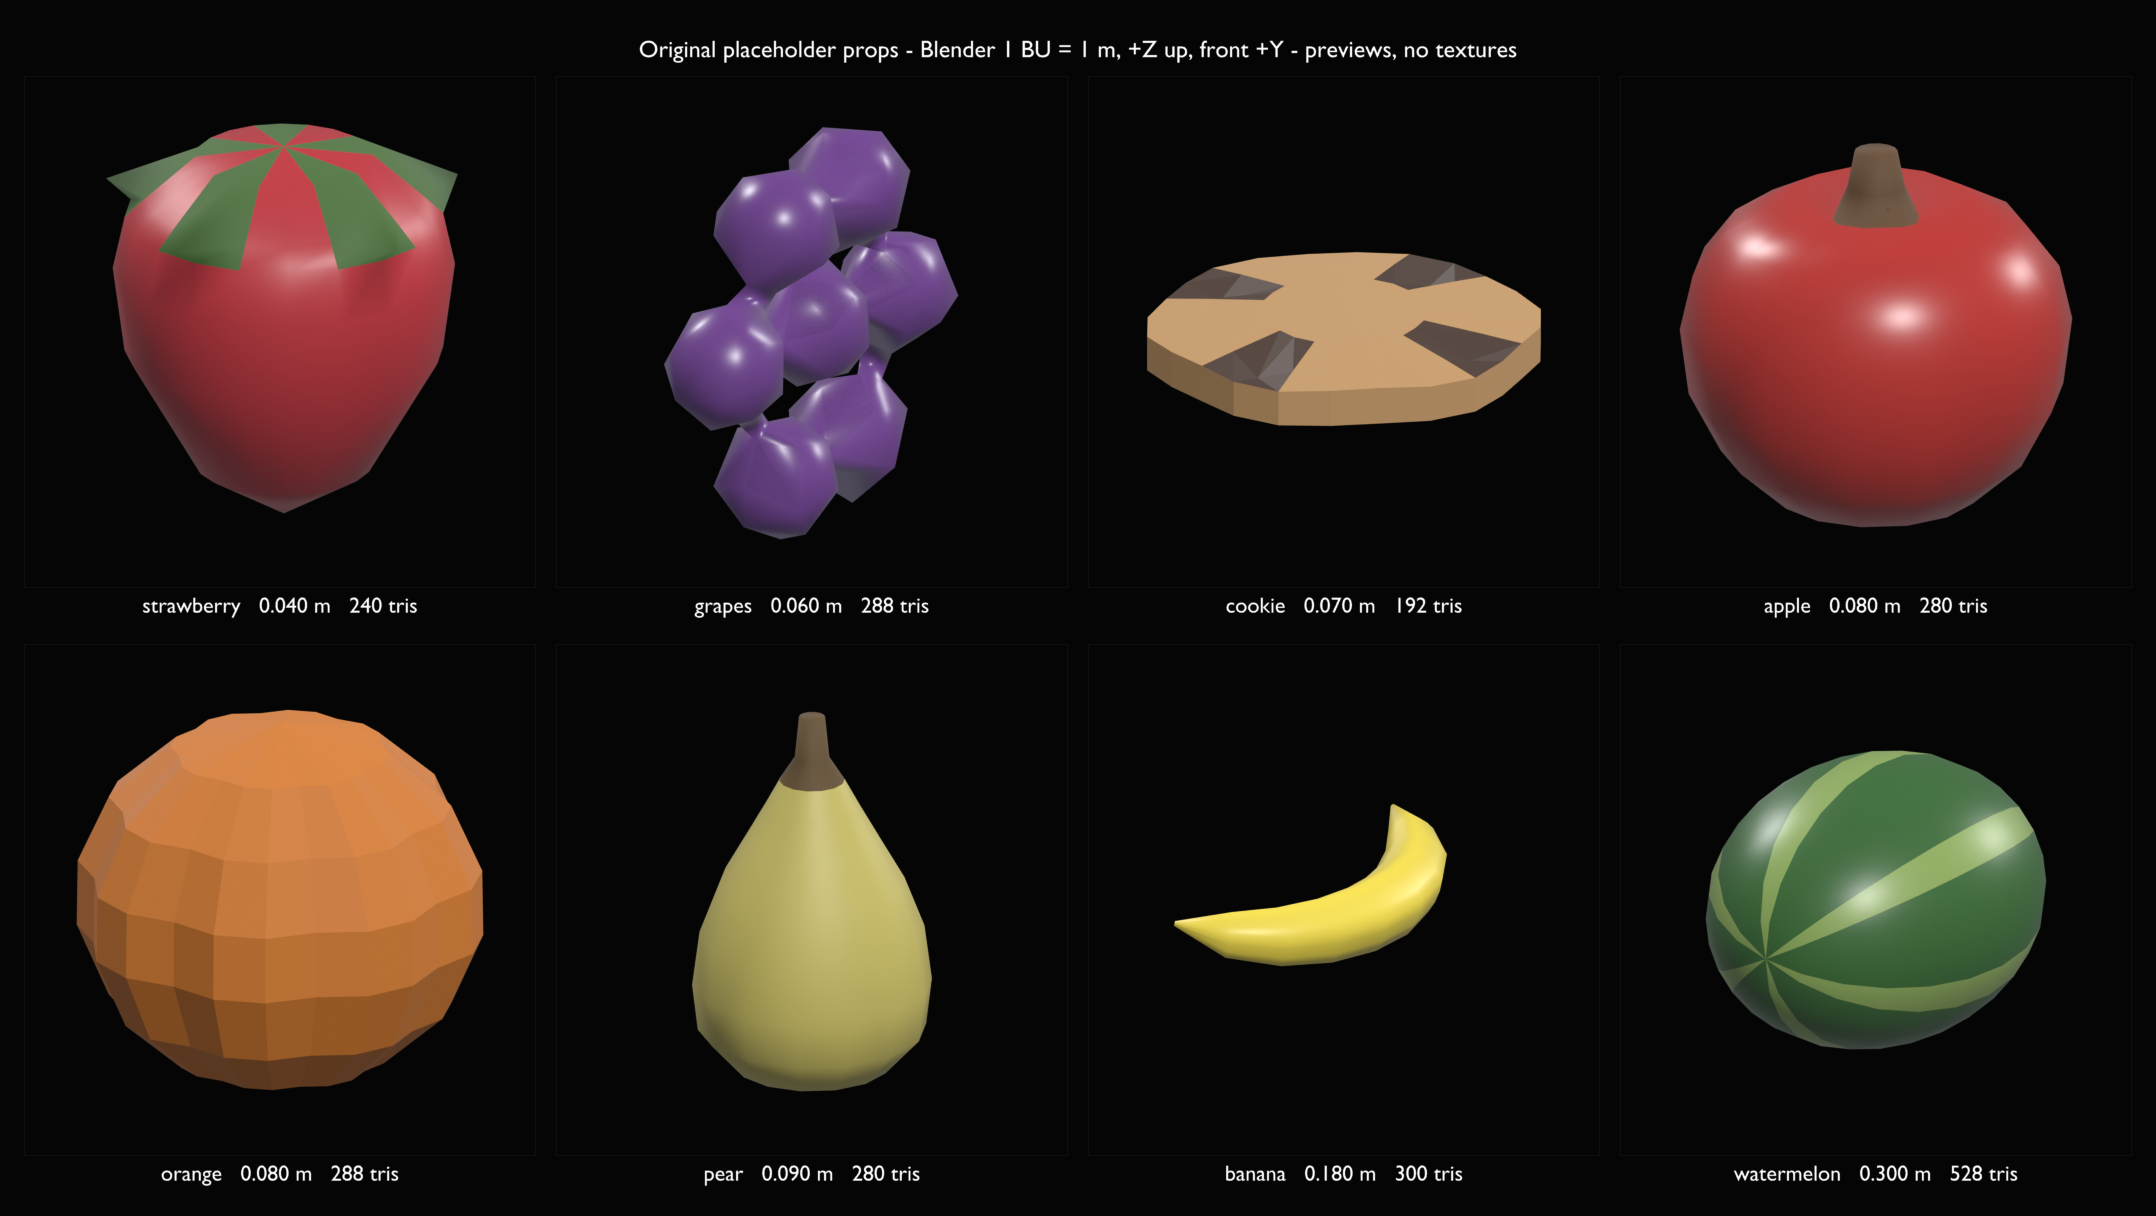 Original placeholder props - Blender 1 BU = 1 m, +Z up, front +Y - previews, no textures
strawberry 0.040 m 240 tris
grapes 0.060 m 288 tris
cookie 0.070 m 192 tris
apple 0.080 m 280 tris
orange 0.080 m 288 tris
pear 0.090 m 280 tris
banana 0.180 m 300 tris
watermelon 0.300 m 528 tris